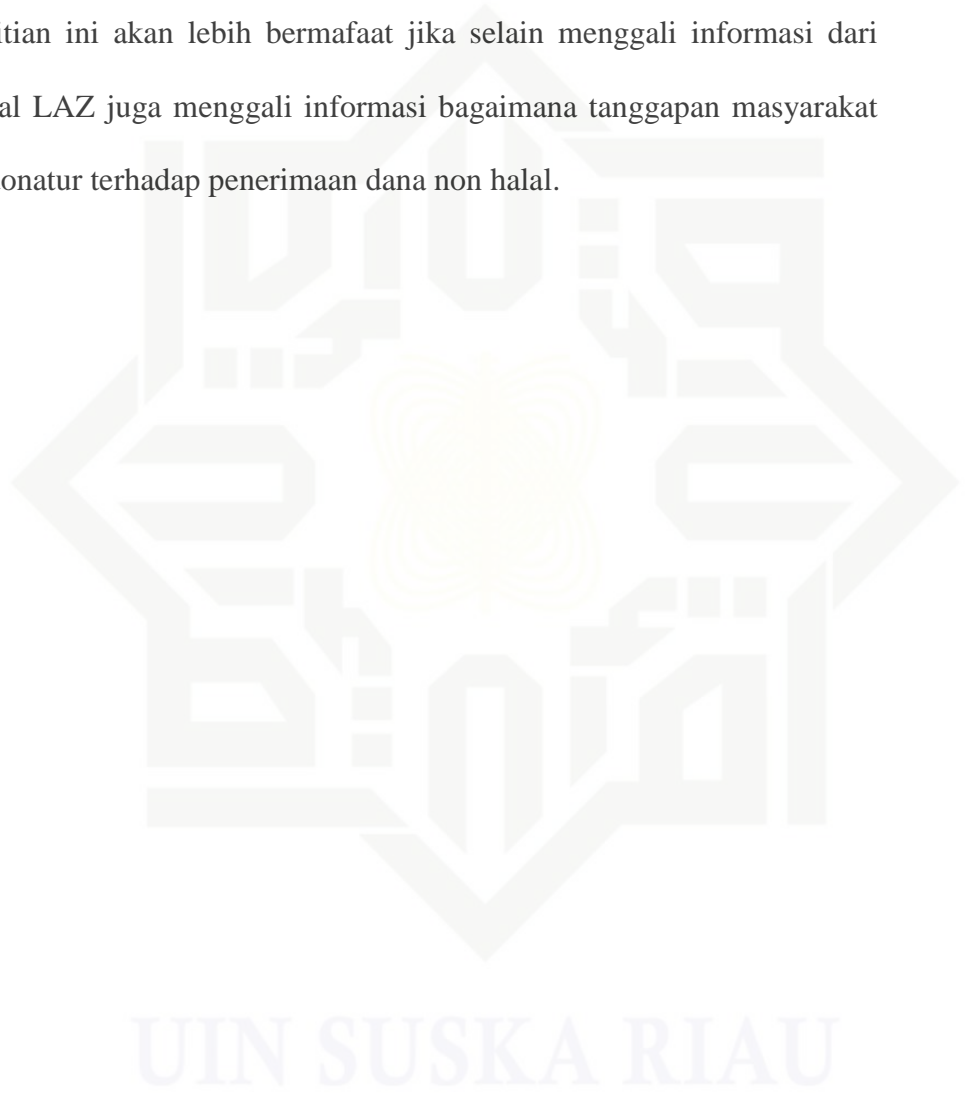 itian ini akan lebih bermafaat jika selain menggali informasi dari
al LAZ juga menggali informasi bagaimana tanggapan masyarakat
onatur terhadap penerimaan dana non halal.
UIN SUSKA RIAU